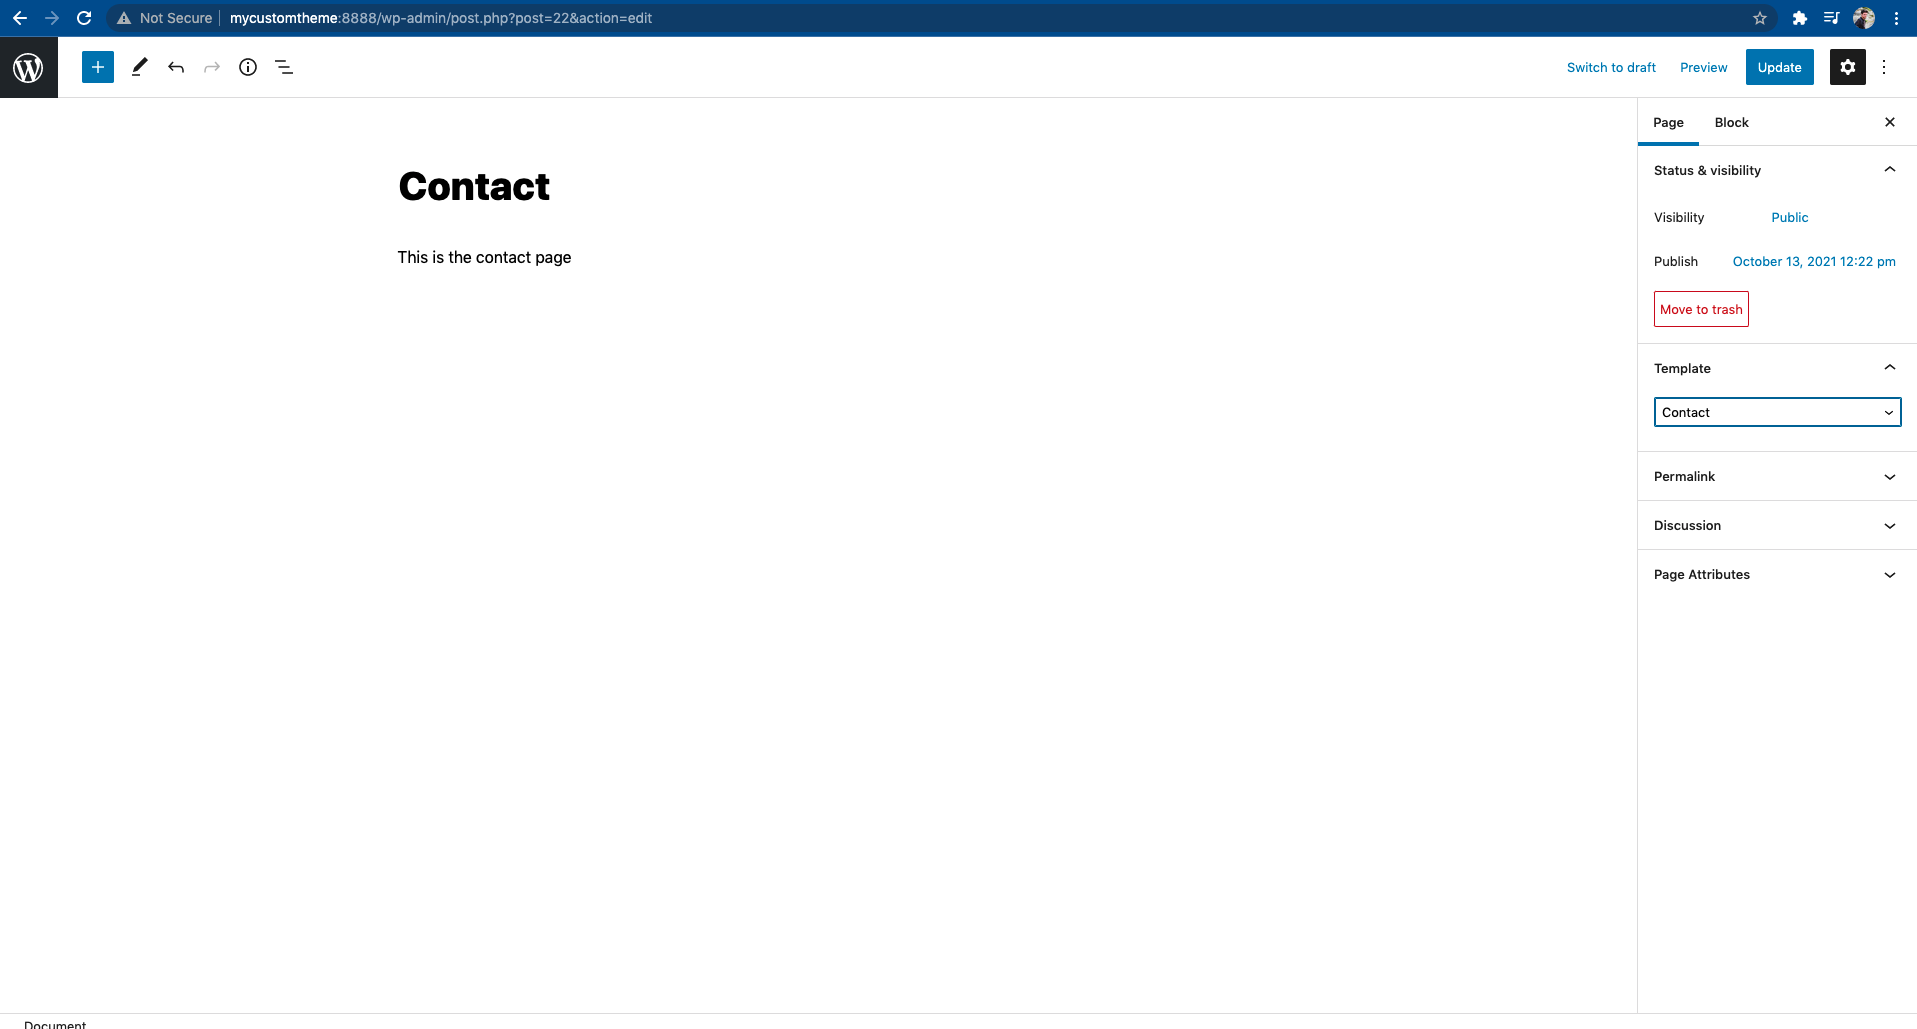 Not Secure mycustomtheme:8888/wp-admin/post.php?post=22&action=edit
Switch to draft Preview Update
Page Block
Contact
This is the contact page
Status & visibility
Visibility Public
Publish October 13, 2021 12:22 pm
Move to trash
Template
Contact
Permalink
Discussion
Page Attributes
Document